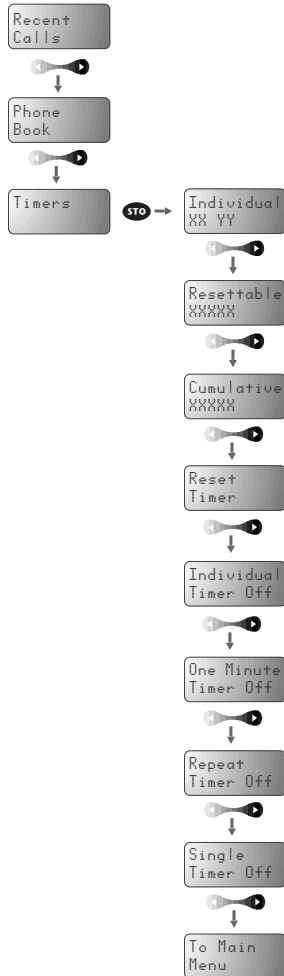 Recent
Calls
Phone
Book
Timers
STO
Individual
XX YY
Resettable
XXXXX
Cumulative
XXXXX
Reset
Timer
Individual
Timer Off
One Minute
Timer Off
Repeat
Timer Off
Single
Timer Off
To Main
Menu